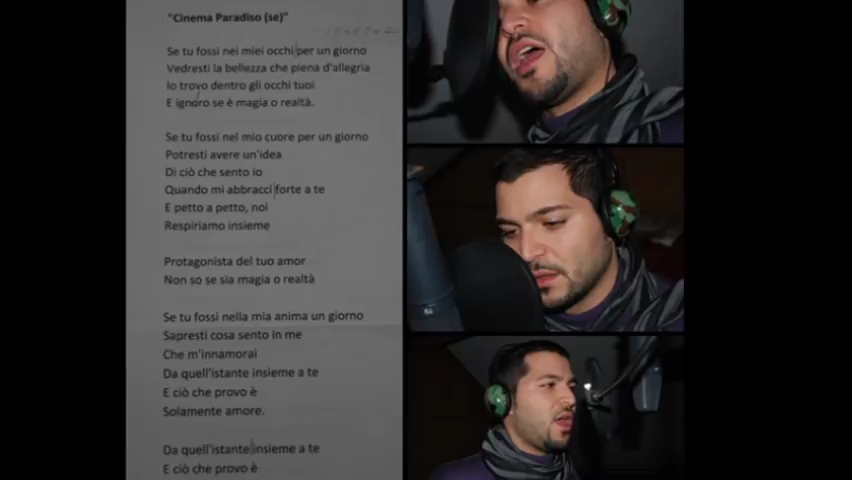 "Cinema Paradiso (se)"
Se tu fossi nei miei occhi per un giorno
Vedresti la bellezza che piena d'allegria
Io trovo dentro gli occhi tuoi
E ignoro se è magia o realtà.
Se tu fossi nel mio cuore per un giorno
Potresti avere un'idea
Di ciò che sento io
Quando mi abbracci forte a te
E petto a petto, noi
Respiriamo insieme
Protagonista del tuo amor
Non so se sia magia o realtà
Se tu fossi nella mia anima un giorno
Sapresti cosa sento in me
Che m'innamorai
Da quell'istante insieme a te
E ciò che provo è
Solamente amore.
Da quell'istante insieme a te
E ciò che provo è